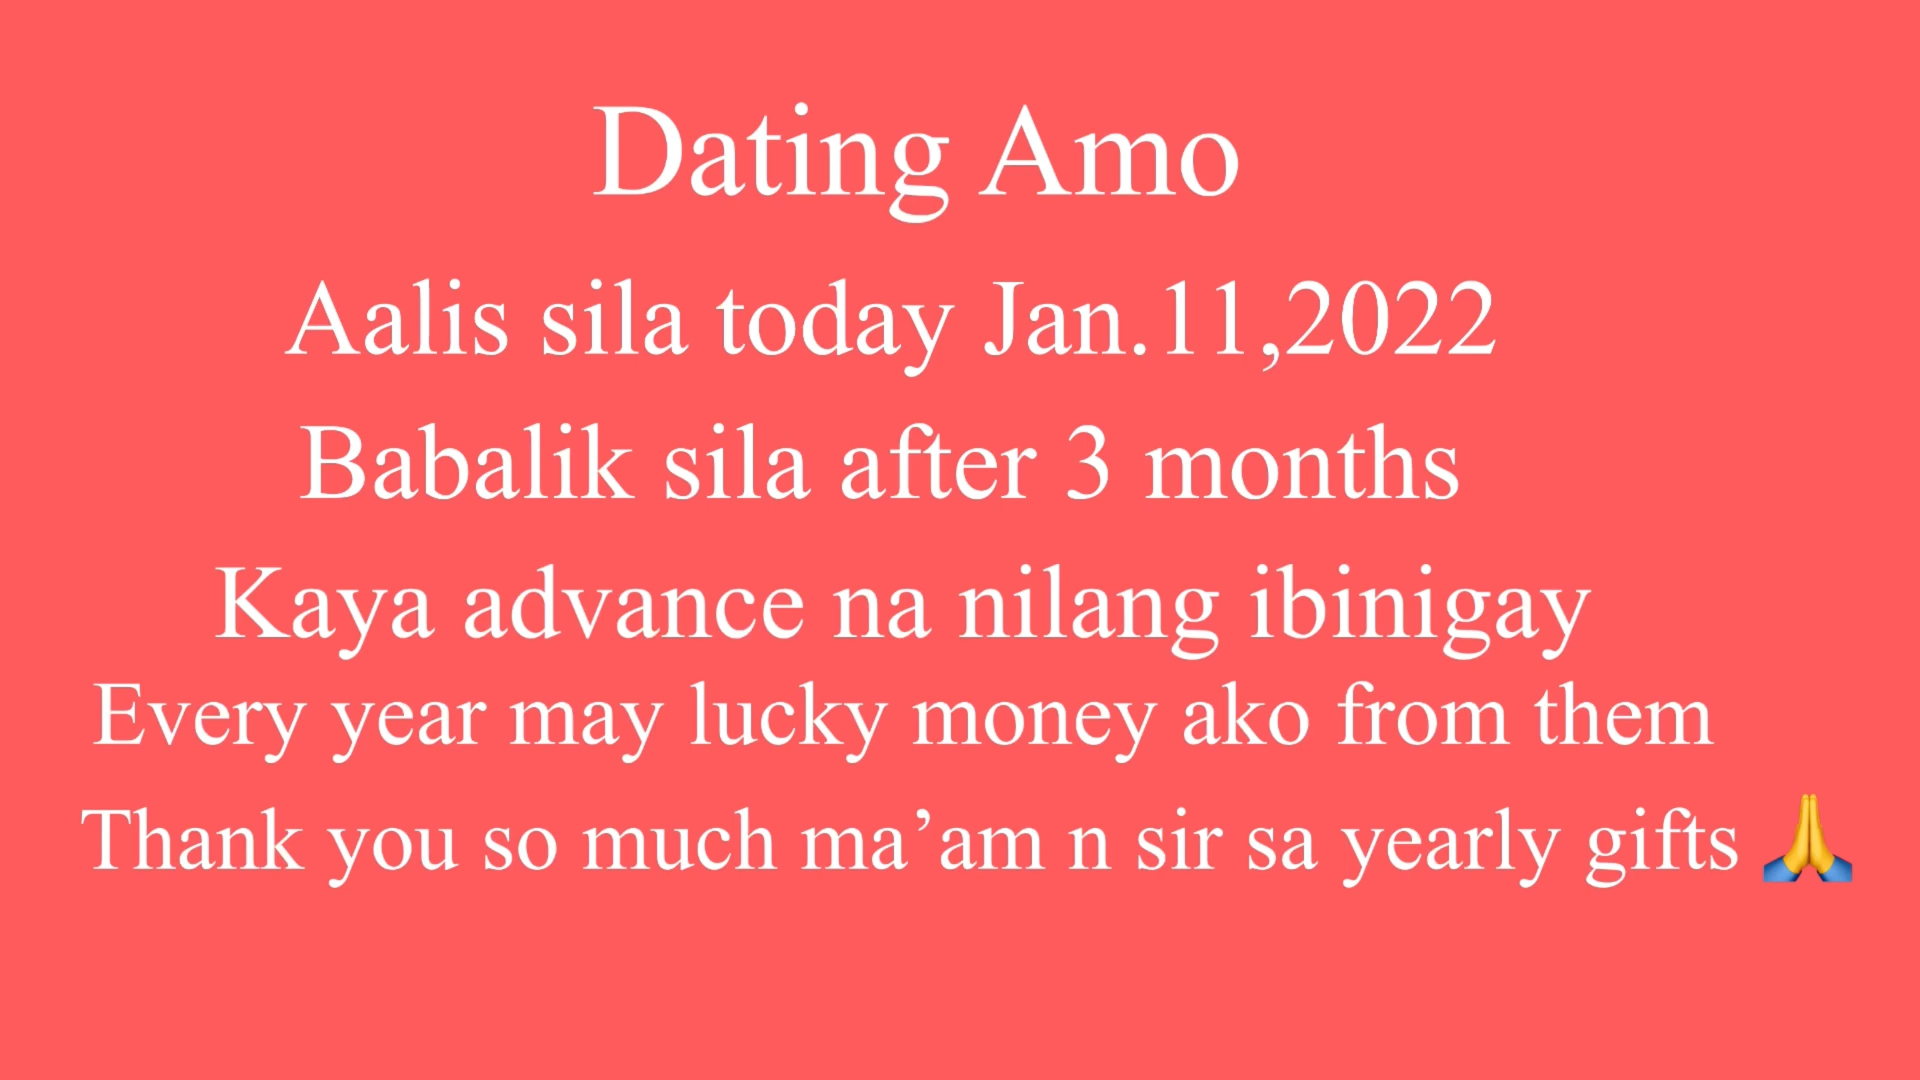 Dating Amo
Aalis sila today Jan.11,2022
Babalik sila after 3 months
Kaya advance na nilang ibinigay
Every year may lucky money ako from them
Thank you so much ma’am n sir sa yearly gifts 🙏